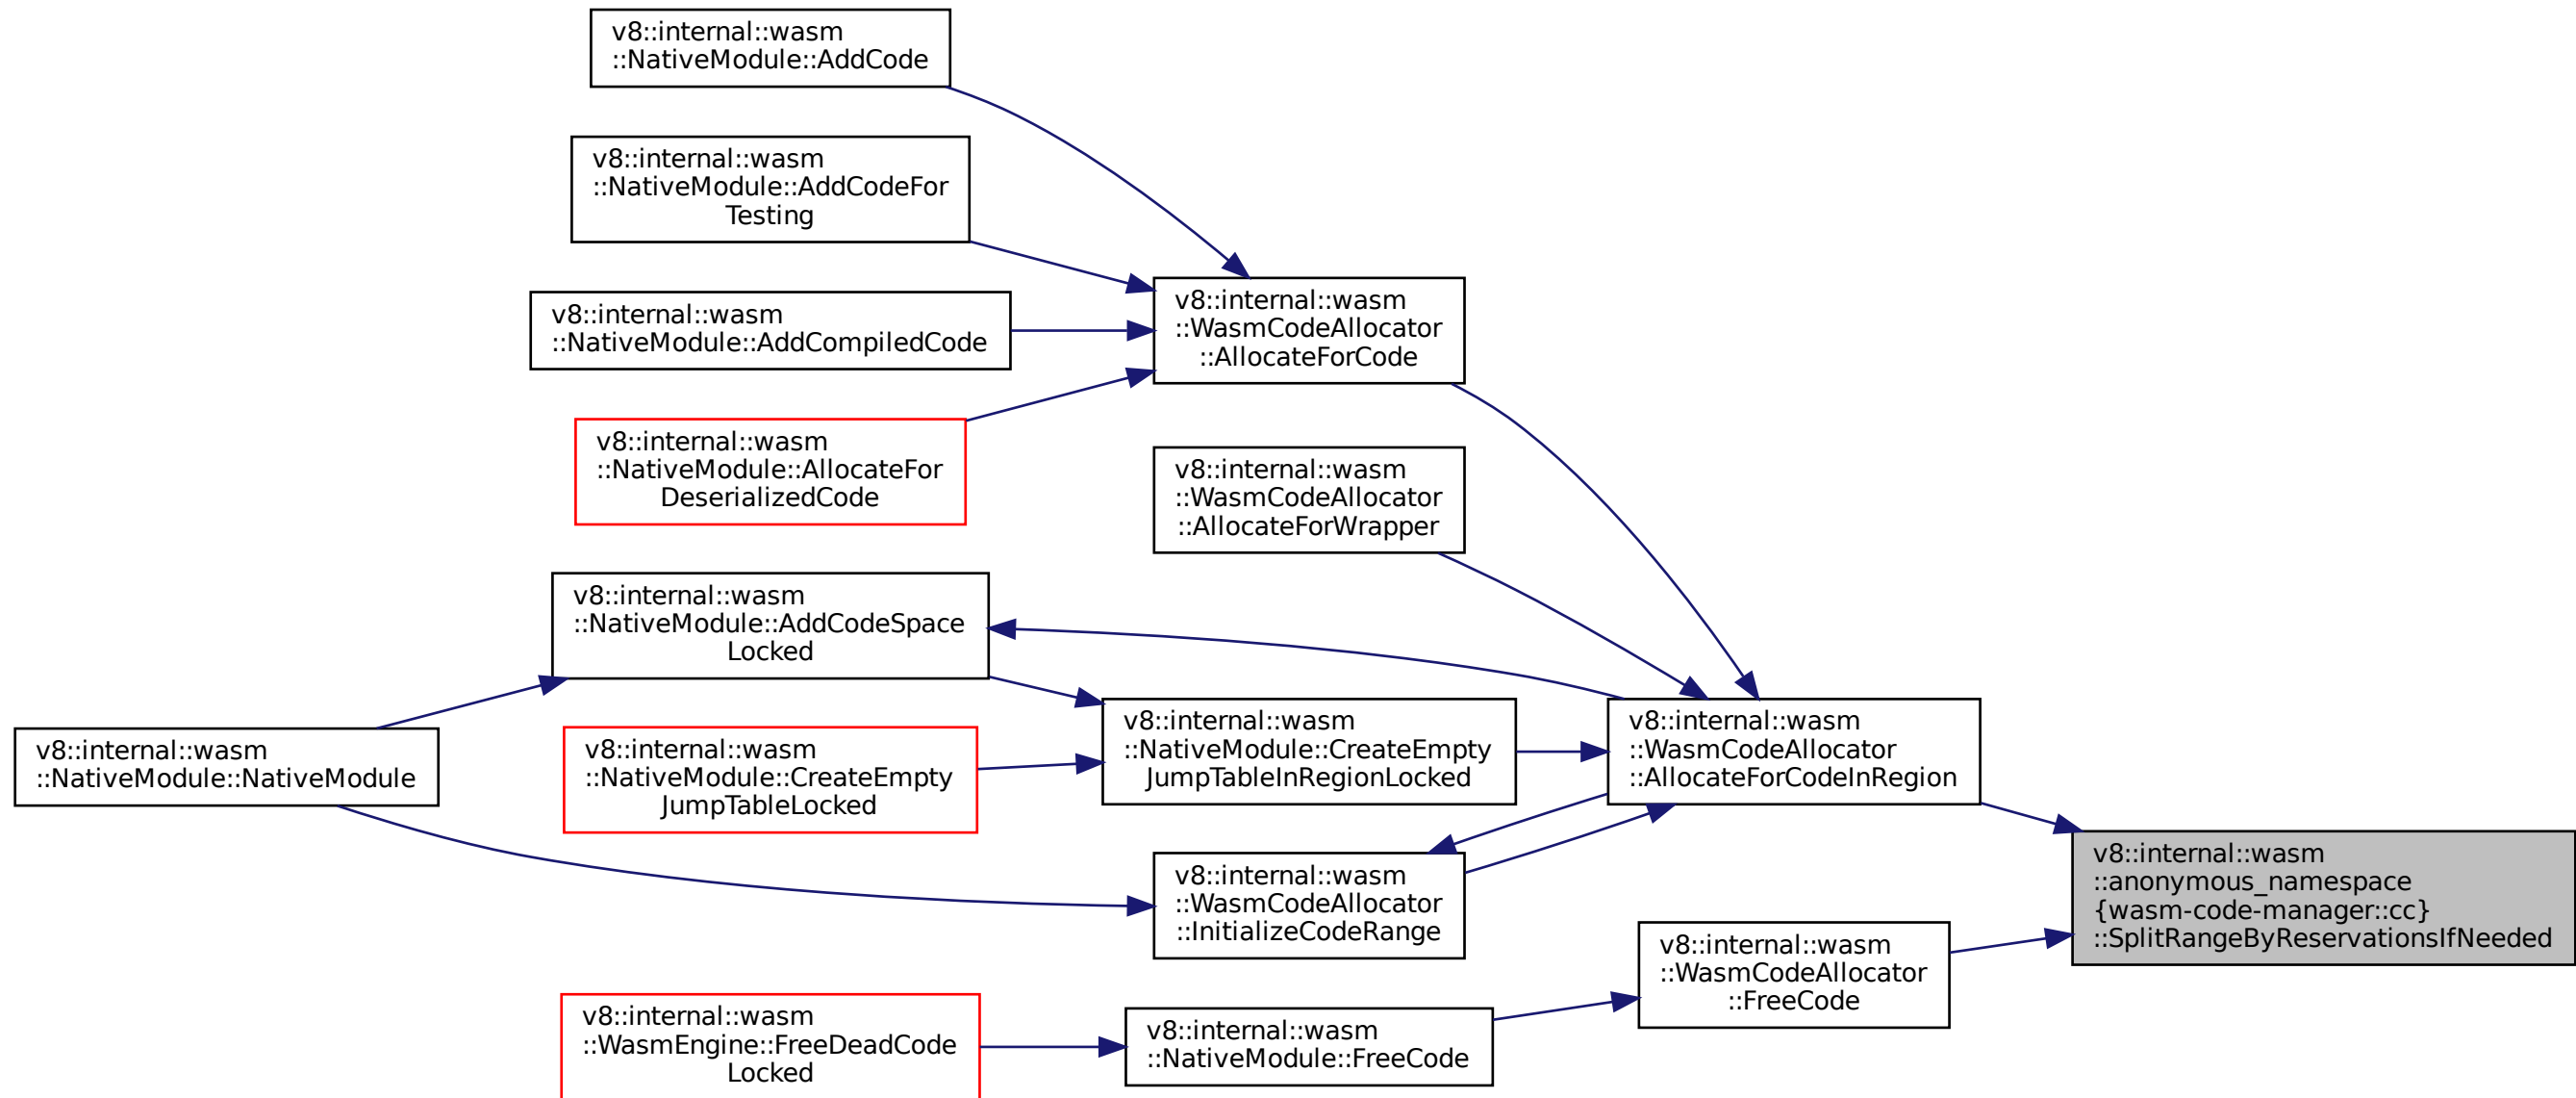 v8::internal::wasm
::NativeModule::AddCode
v8::internal::wasm
::NativeModule::AddCodeFor
Testing
v8::internal::wasm
::WasmCodeAllocator
::AllocateForCode
v8::internal::wasm
::NativeModule::AddCompiledCode
v8::internal::wasm
::NativeModule::AllocateFor
DeserializedCode
v8::internal::wasm
::WasmCodeAllocator
::AllocateForWrapper
v8::internal::wasm
::NativeModule::AddCodeSpace
Locked
v8::internal::wasm
::NativeModule::NativeModule
v8::internal::wasm
::NativeModule::CreateEmpty
JumpTableLocked
v8::internal::wasm
::NativeModule::CreateEmpty
JumpTableInRegionLocked
v8::internal::wasm
::WasmCodeAllocator
::AllocateForCodeInRegion
v8::internal::wasm
::WasmCodeAllocator
::InitializeCodeRange
v8::internal::wasm
::anonymous_namespace
{wasm-code-manager::cc}
::SplitRangeByReservationsIfNeeded
v8::internal::wasm
::WasmCodeAllocator
::FreeCode
v8::internal::wasm
::WasmEngine::FreeDeadCode
Locked
v8::internal::wasm
::NativeModule::FreeCode